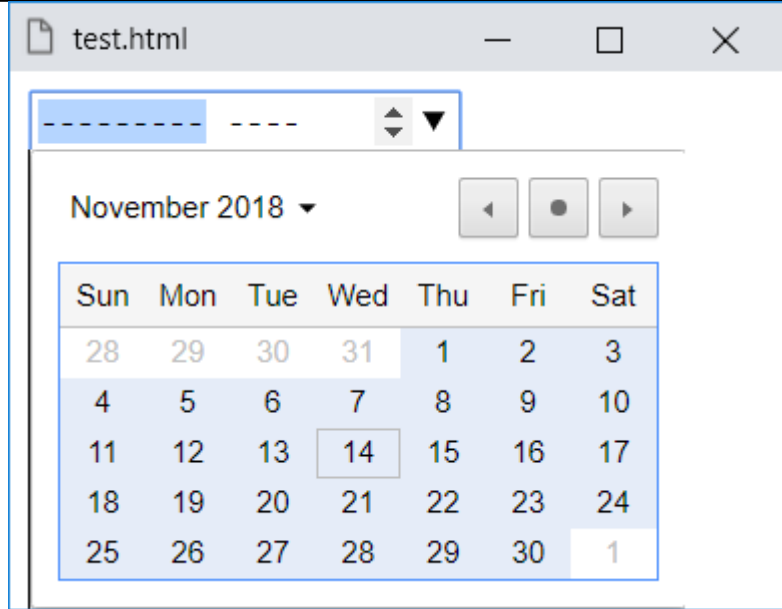 test.html
--------- ----
November 2018
Sun Mon Tue Wed Thu Fri Sat
28 29 30 31 1 2 3
4 5 6 7 8 9 10
11 12 13 14 15 16 17
18 19 20 21 22 23 24
25 26 27 28 29 30 1